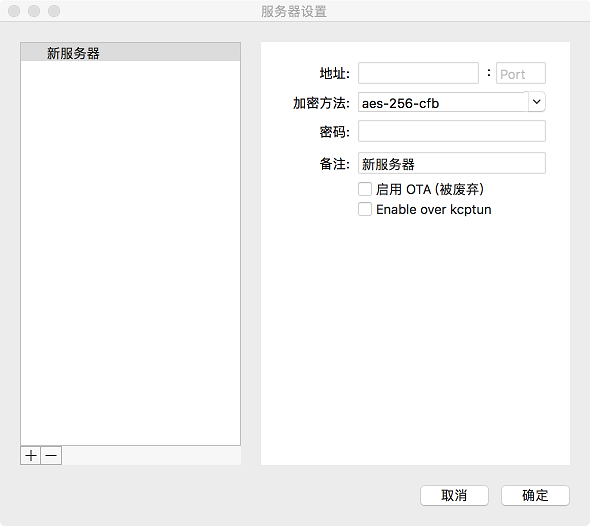 服务器设置
新服务器
地址: : Port
加密方法: aes-256-cfb
密码:
备注: 新服务器
启用 OTA (被废弃)
Enable over kcptun
取消 确定